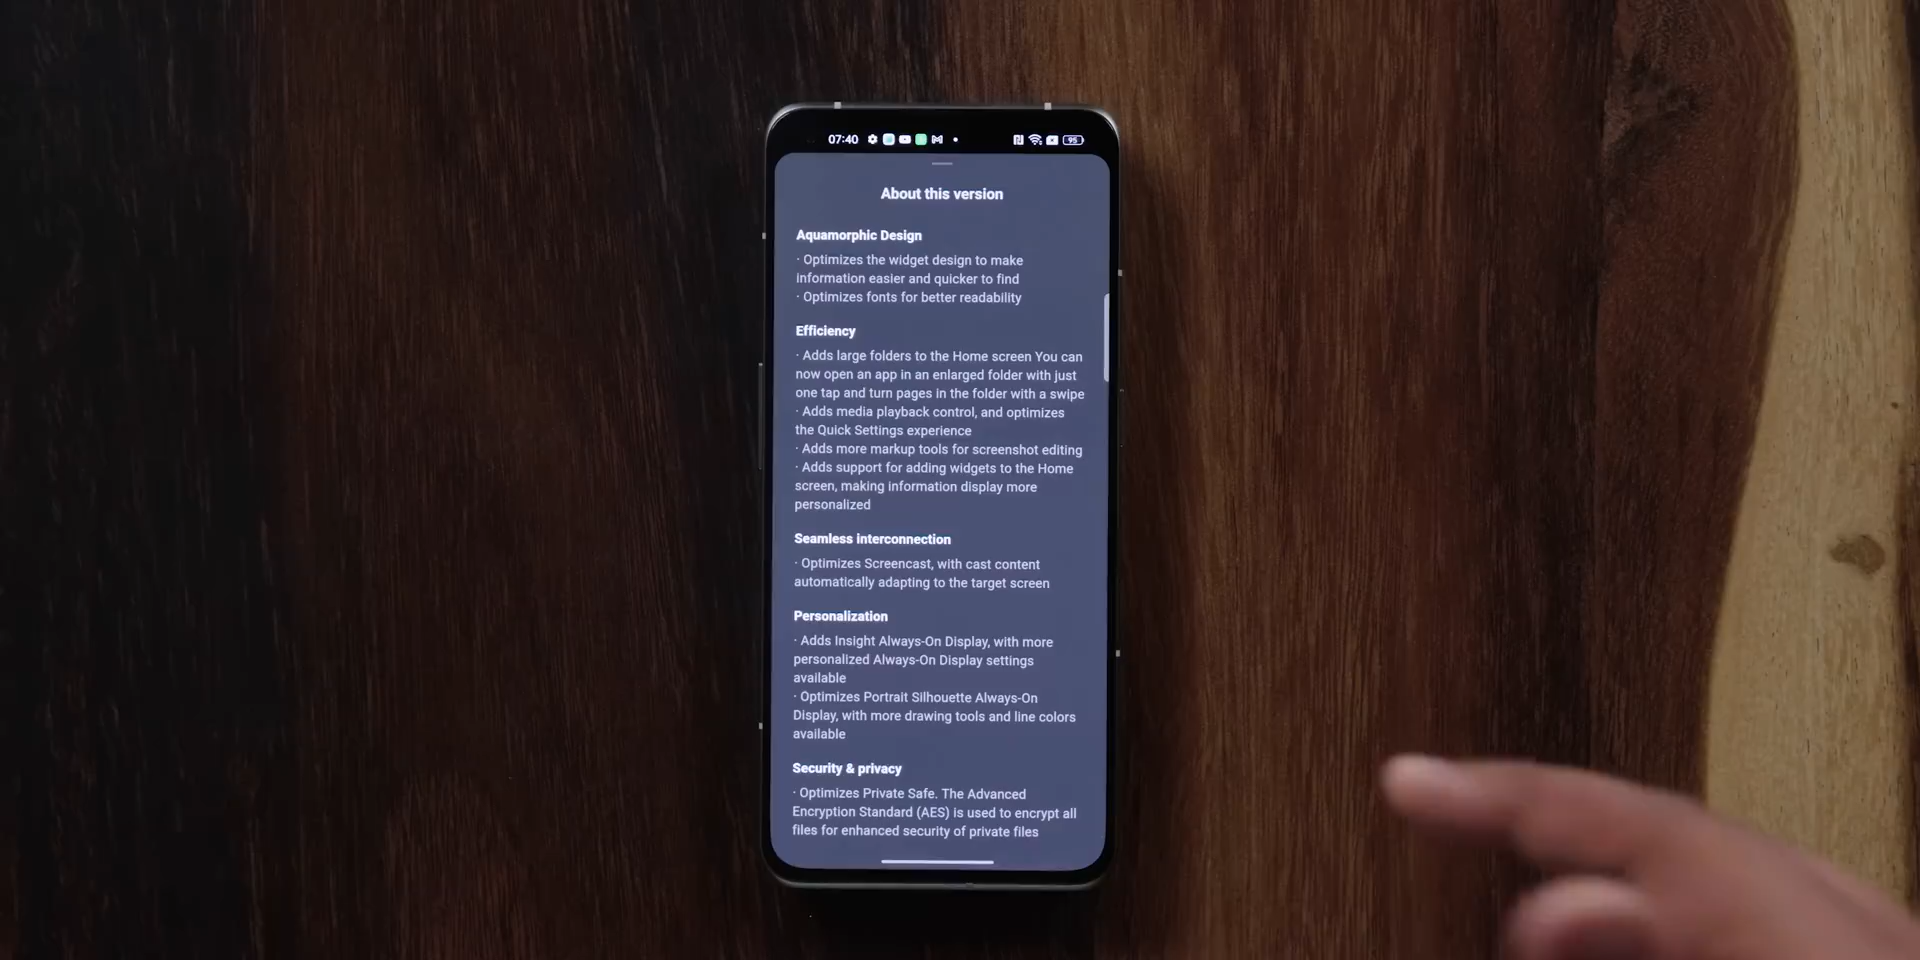 07:40
95
About this version
Aquamorphic Design
· Optimizes the widget design to make
information easier and quicker to find
· Optimizes fonts for better readability
Efficiency
· Adds large folders to the Home screen You can
now open an app in an enlarged folder with just
one tap and turn pages in the folder with a swipe
· Adds media playback control, and optimizes
the Quick Settings experience
· Adds more markup tools for screenshot editing
· Adds support for adding widgets to the Home
screen, making information display more
personalized
Seamless interconnection
· Optimizes Screencast, with cast content
automatically adapting to the target screen
Personalization
· Adds Insight Always-On Display, with more
personalized Always-On Display settings
available
· Optimizes Portrait Silhouette Always-On
Display, with more drawing tools and line colors
available
Security & privacy
· Optimizes Private Safe. The Advanced
Encryption Standard (AES) is used to encrypt all
files for enhanced security of private files